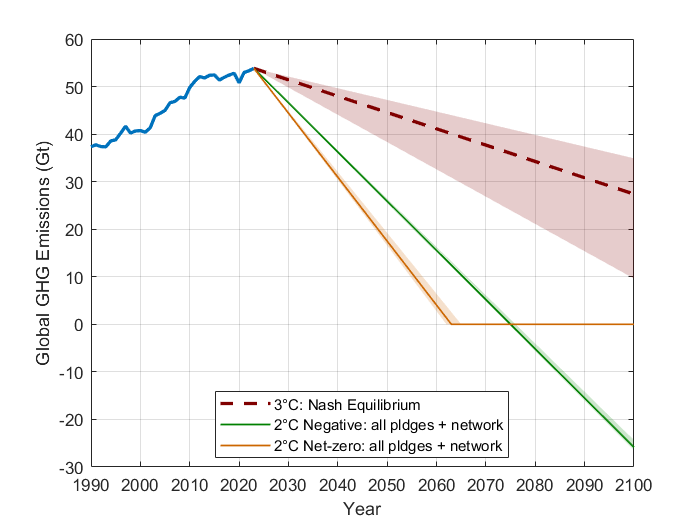 Global GHG Emissions (Gt)
60
50
40
30
20
10
0
-10
-20
-30
3°C: Nash Equilibrium
2°C Negative: all pldges + network
2°C Net-zero: all pldges + network
1990 2000 2010 2020 2030 2040 2050 2060 2070 2080 2090 2100
Year